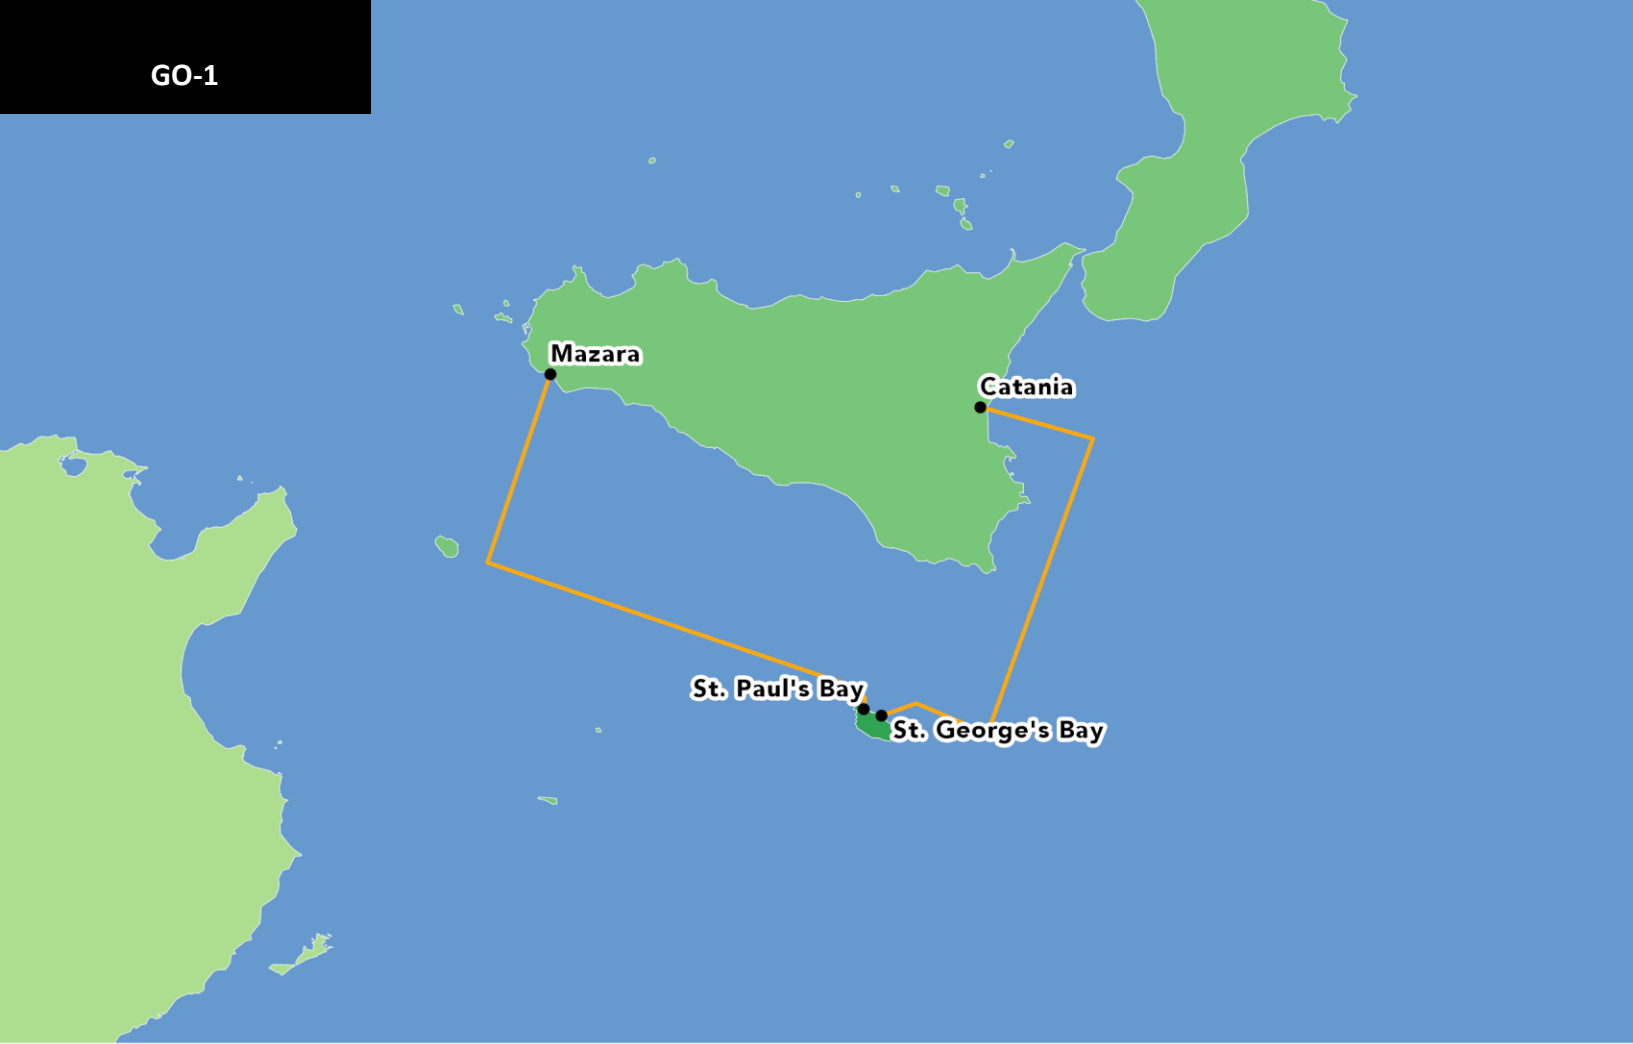 GO-1
Mazara
Catania
St. Paul's Bay
St. George's Bay